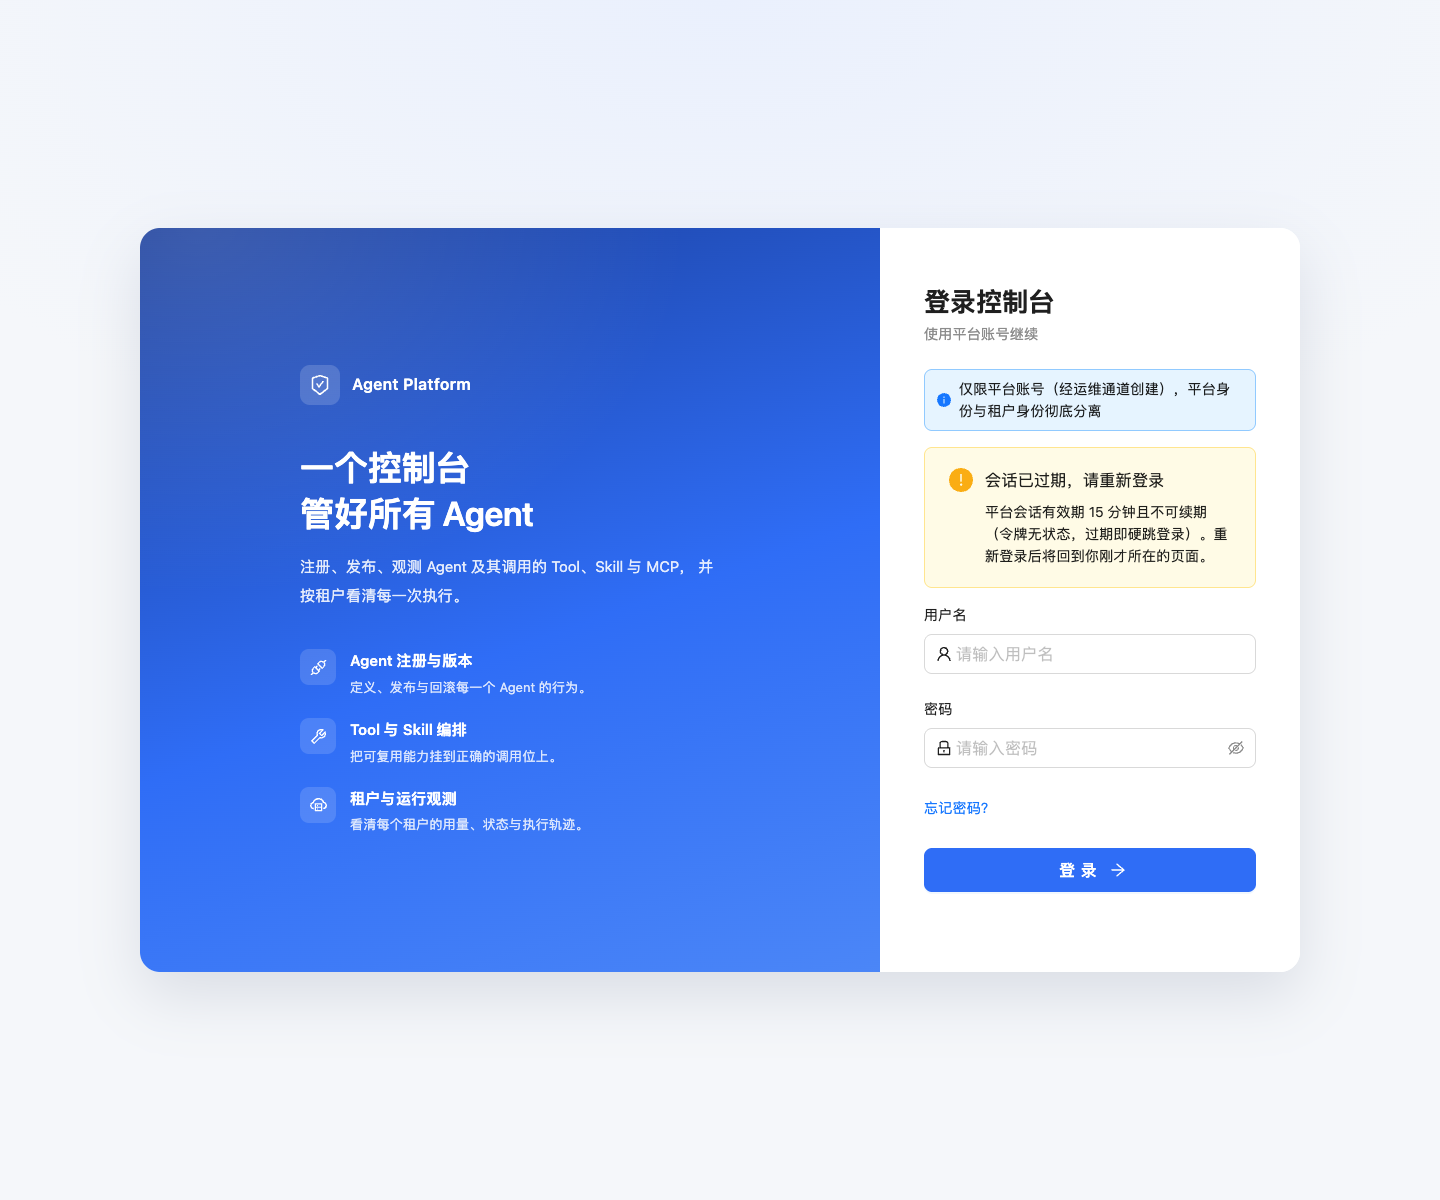 Agent Platform
一个控制台
管好所有 Agent
注册、发布、观测 Agent 及其调用的 Tool、Skill 与 MCP， 并
按租户看清每一次执行。
Agent 注册与版本
定义、发布与回滚每一个 Agent 的行为。
Tool 与 Skill 编排
把可复用能力挂到正确的调用位上。
租户与运行观测
看清每个租户的用量、状态与执行轨迹。
登录控制台
使用平台账号继续
仅限平台账号（经运维通道创建），平台身
份与租户身份彻底分离
会话已过期，请重新登录
平台会话有效期 15 分钟且不可续期
（令牌无状态，过期即硬跳登录）。重
新登录后将回到你刚才所在的页面。
用户名
请输入用户名
密码
请输入密码
忘记密码?
登 录